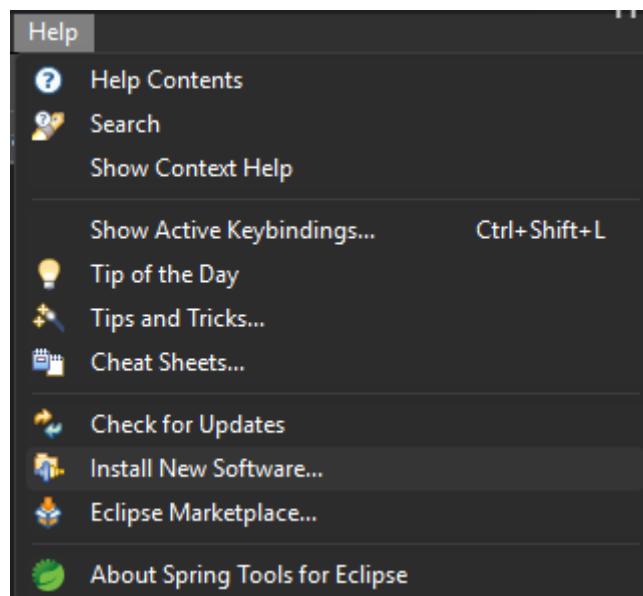 Help
Help Contents
Search
Show Context Help
Show Active Keybindings... Ctrl+Shift+L
Tip of the Day
Tips and Tricks...
Cheat Sheets...
Check for Updates
Install New Software...
Eclipse Marketplace...
About Spring Tools for Eclipse